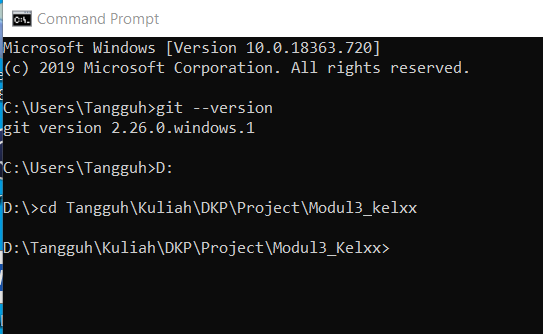 Command Prompt
Microsoft Windows [Version 10.0.18363.720]
(c) 2019 Microsoft Corporation. All rights reserved.
C:\Users\Tangguh>git --version
git version 2.26.0.windows.1
C:\Users\Tangguh>D:
D:\>cd Tangguh\Kuliah\DKP\Project\Modul3_kelxx
D:\Tangguh\Kuliah\DKP\Project\Modul3_Kelxx>